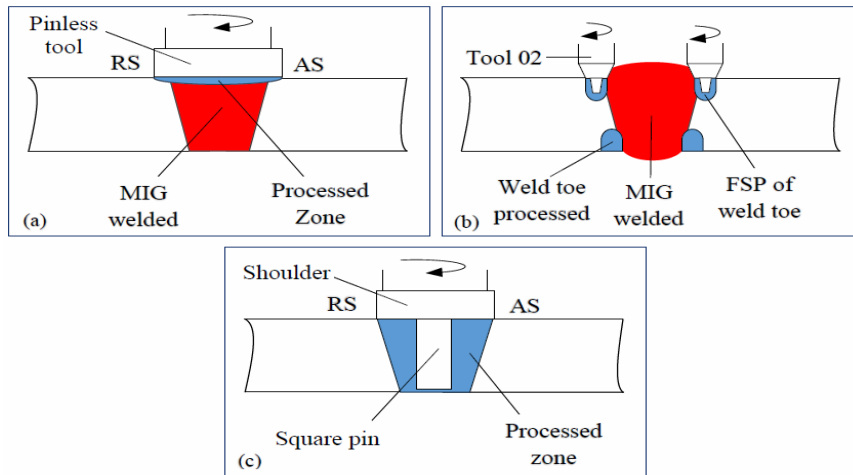 Pinless
tool
RS
AS
MIG
welded
Processed
Zone
(a)
Tool 02
Weld toe
processed
MIG
welded
FSP of
weld toe
(b)
Shoulder
RS
AS
Square pin
Processed
zone
(c)